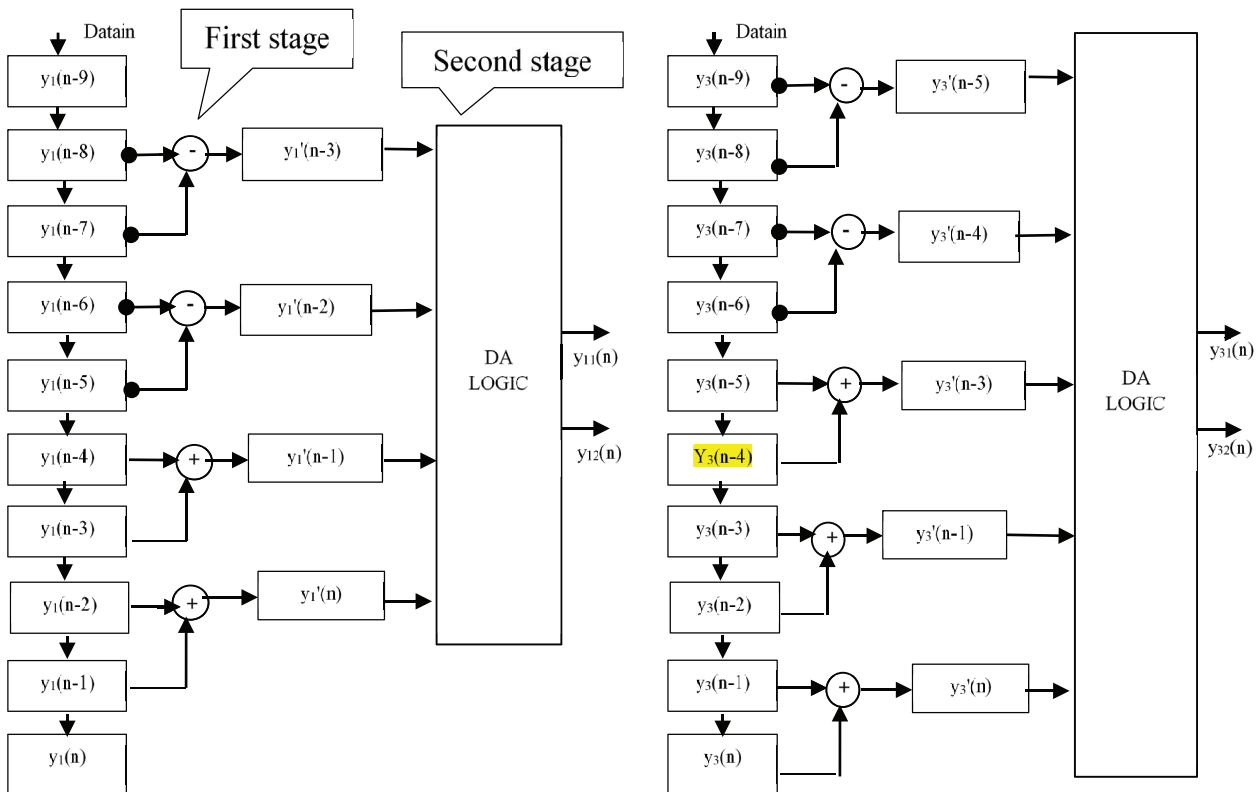 Datain
First stage
Second stage
y₁(n-9)
y₁(n-8)
-
y₁'(n-3)
y₁(n-7)
y₁(n-6)
-
y₁'(n-2)
y₁(n-5)
y₁(n-4)
+
y₁'(n-1)
y₁(n-3)
y₁(n-2)
+
y₁'(n)
y₁(n-1)
y₁(n)
DA
LOGIC
y₁₁(n)
y₁₂(n)
Datain
y₃(n-9)
-
y₃'(n-5)
y₃(n-8)
y₃(n-7)
-
y₃'(n-4)
y₃(n-6)
y₃(n-5)
+
y₃'(n-3)
Y₃(n-4)
y₃(n-3)
+
y₃'(n-1)
y₃(n-2)
y₃(n-1)
+
y₃'(n)
y₃(n)
DA
LOGIC
y₃₁(n)
y₃₂(n)